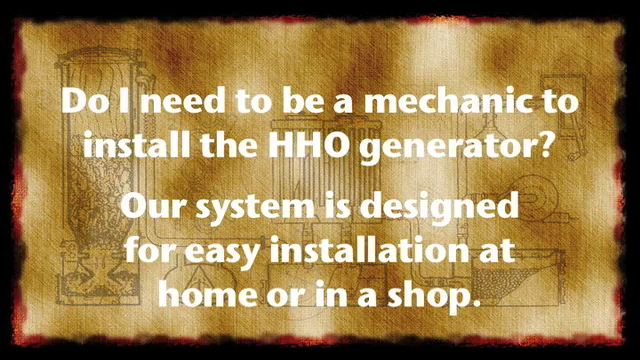 Do I need to be a mechanic to
install the HHO generator?
Our system is designed
for easy installation at
home or in a shop.